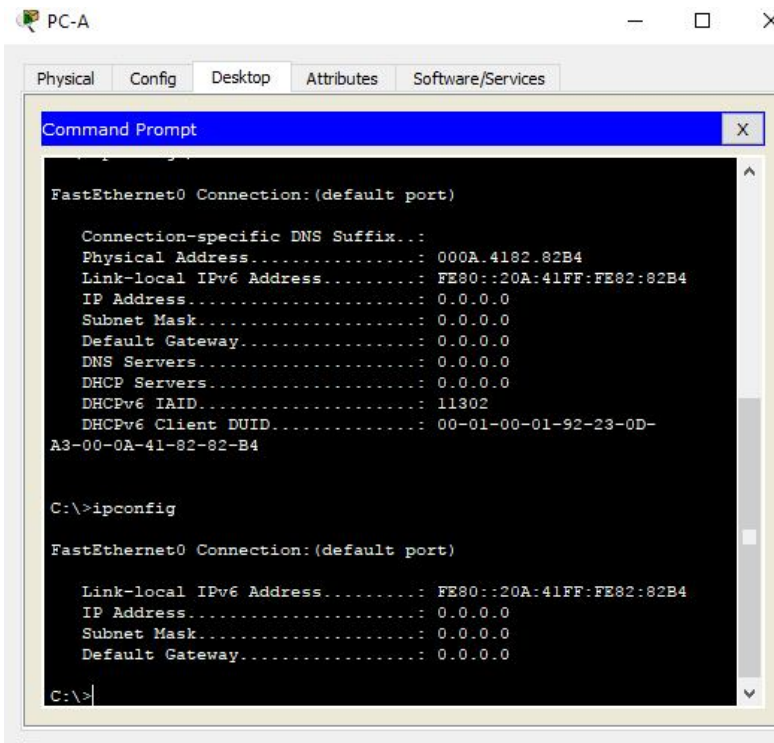 PC-A
Physical Config Desktop Attributes Software/Services
Command Prompt
X
FastEthernet0 Connection:(default port)
Connection-specific DNS Suffix..:
Physical Address................: 000A.4182.82B4
Link-local IPv6 Address.........: FE80::20A:41FF:FE82:82B4
IP Address......................: 0.0.0.0
Subnet Mask.....................: 0.0.0.0
Default Gateway.................: 0.0.0.0
DNS Servers.....................: 0.0.0.0
DHCP Servers....................: 0.0.0.0
DHCPv6 IAID.....................: 11302
DHCPv6 Client DUID..............: 00-01-00-01-92-23-0D-
A3-00-0A-41-82-82-B4
C:\>ipconfig
FastEthernet0 Connection:(default port)
Link-local IPv6 Address.........: FE80::20A:41FF:FE82:82B4
IP Address......................: 0.0.0.0
Subnet Mask.....................: 0.0.0.0
Default Gateway.................: 0.0.0.0
C:\>